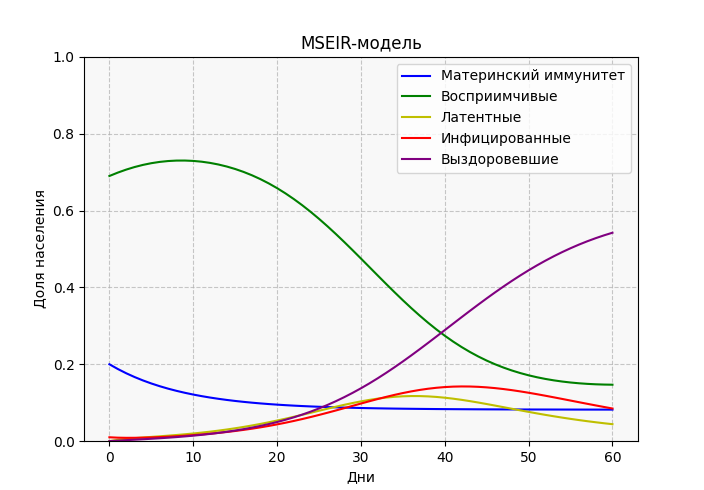 MSEIR-модель
1.0
0.8
0.6
0.4
0.2
0.0
Доля населения
Материнский иммунитет
Восприимчивые
Латентные
Инфицированные
Выздоровевшие
0 10 20 30 40 50 60
Дни